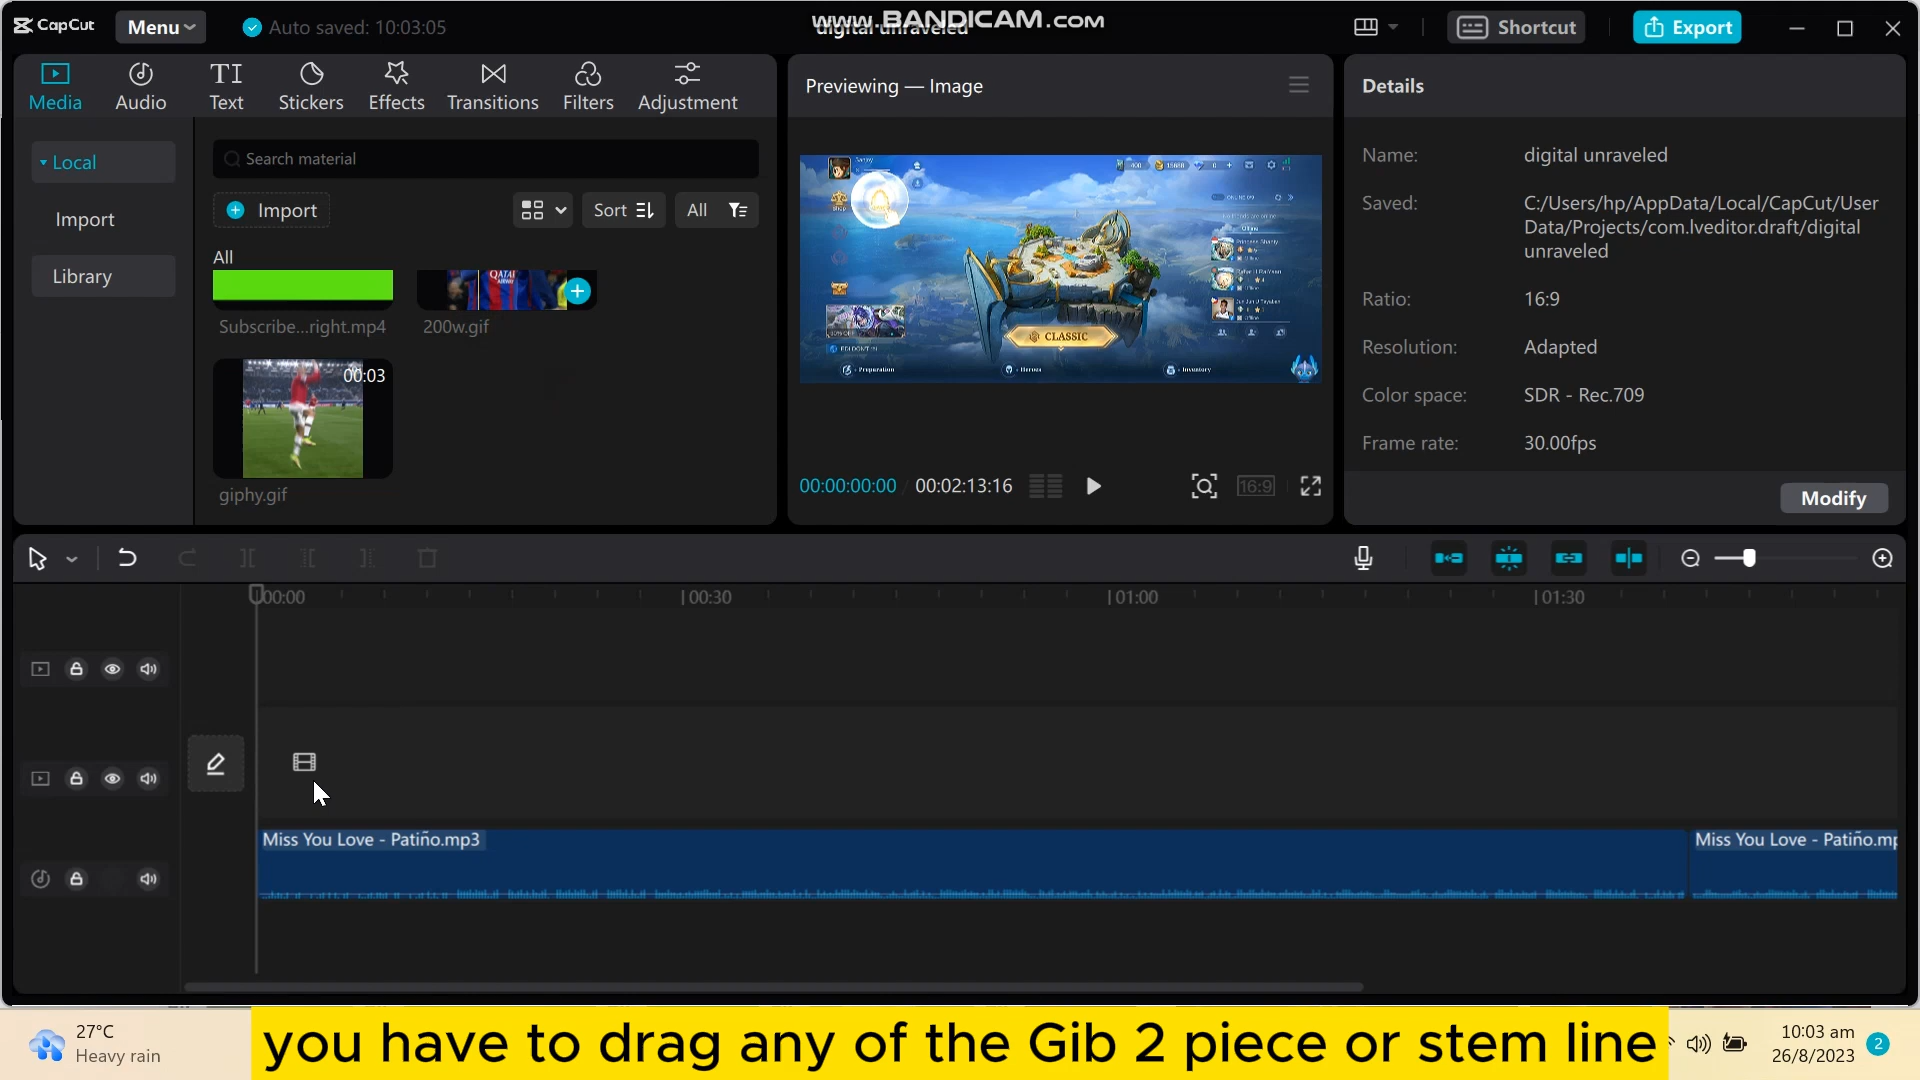 CapCut
Menu
Auto saved: 10:03:05
www.BANDICAM.com
digital unraveled
Shortcut
Export
Media
Audio
Text
Stickers
Effects
Transitions
Filters
Adjustment
Local
Import
Library
Search material
Import
Sort
All
All
Subscribe...right.mp4
QATAR
200w.gif
00:03
giphy.gif
Previewing — Image
CLASSIC
Preparation
Heroes
Inventory
00:00:00:00 / 00:02:13:16
16:9
Details
Name: digital unraveled
Saved: C:/Users/hp/AppData/Local/CapCut/User
Data/Projects/com.lveditor.draft/digital
unraveled
Ratio: 16:9
Resolution: Adapted
Color space: SDR - Rec.709
Frame rate: 30.00fps
Modify
00:00
00:30
01:00
01:30
Miss You Love - Patiño.mp3
Miss You Love - Patiño.mp
27°C
Heavy rain
you have to drag any of the Gib 2 piece or stem line
10:03 am
26/8/2023
2